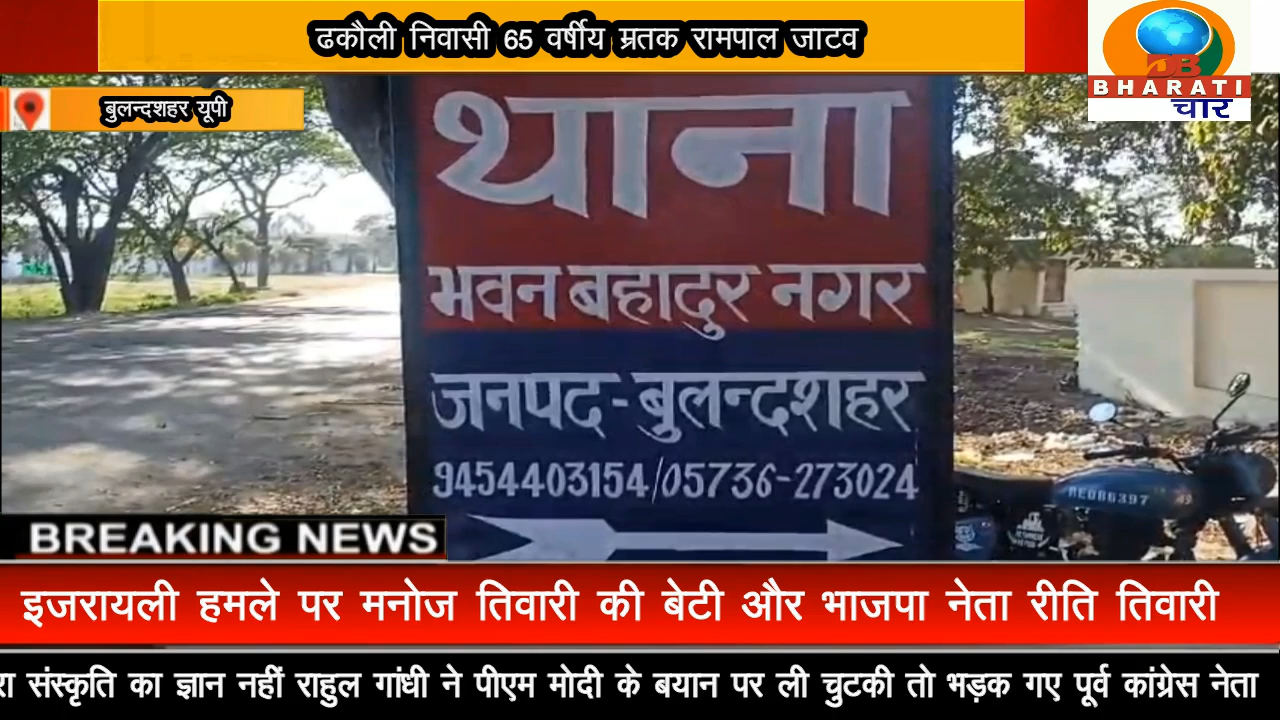 ढकौली निवासी 65 वर्षीय म्रतक रामपाल जाटव
BHARATI
चार
बुलन्दशहर यूपी
थाना
भवन बहादुर नगर
जनपद-बुलन्दशहर
9454403154/05736-273024
BREAKING NEWS
इजरायली हमले पर मनोज तिवारी की बेटी और भाजपा नेता रीति तिवारी
रा संस्कृति का ज्ञान नहीं राहुल गांधी ने पीएम मोदी के बयान पर ली चुटकी तो भड़क गए पूर्व कांग्रेस नेता